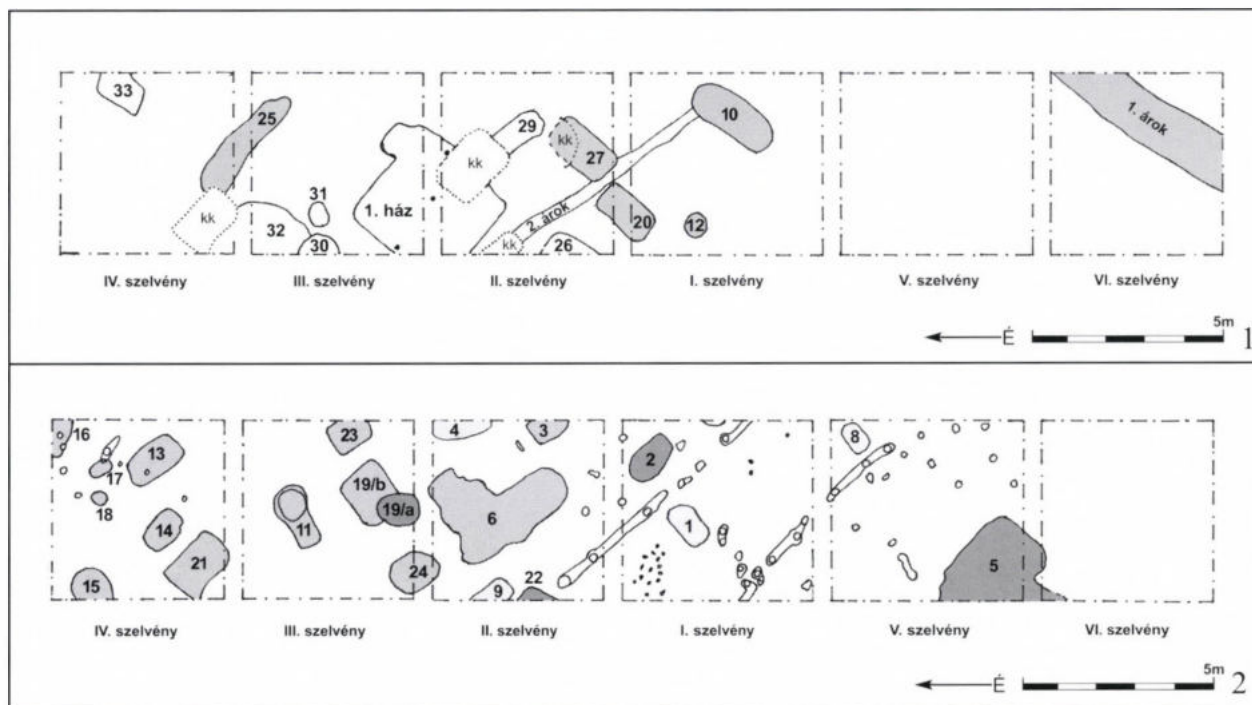 33
25
kk
32
31
30
1. ház
kk
29
kk
27
2. árok
kk
26
20
10
12
1. árok
IV. szelvény
III. szelvény
II. szelvény
I. szelvény
V. szelvény
VI. szelvény
É
5m
1
16
17
18
13
14
15
21
23
19/b
19/a
11
24
4
3
6
9
22
2
1
8
5
IV. szelvény
III. szelvény
II. szelvény
I. szelvény
V. szelvény
VI. szelvény
É
5m
2